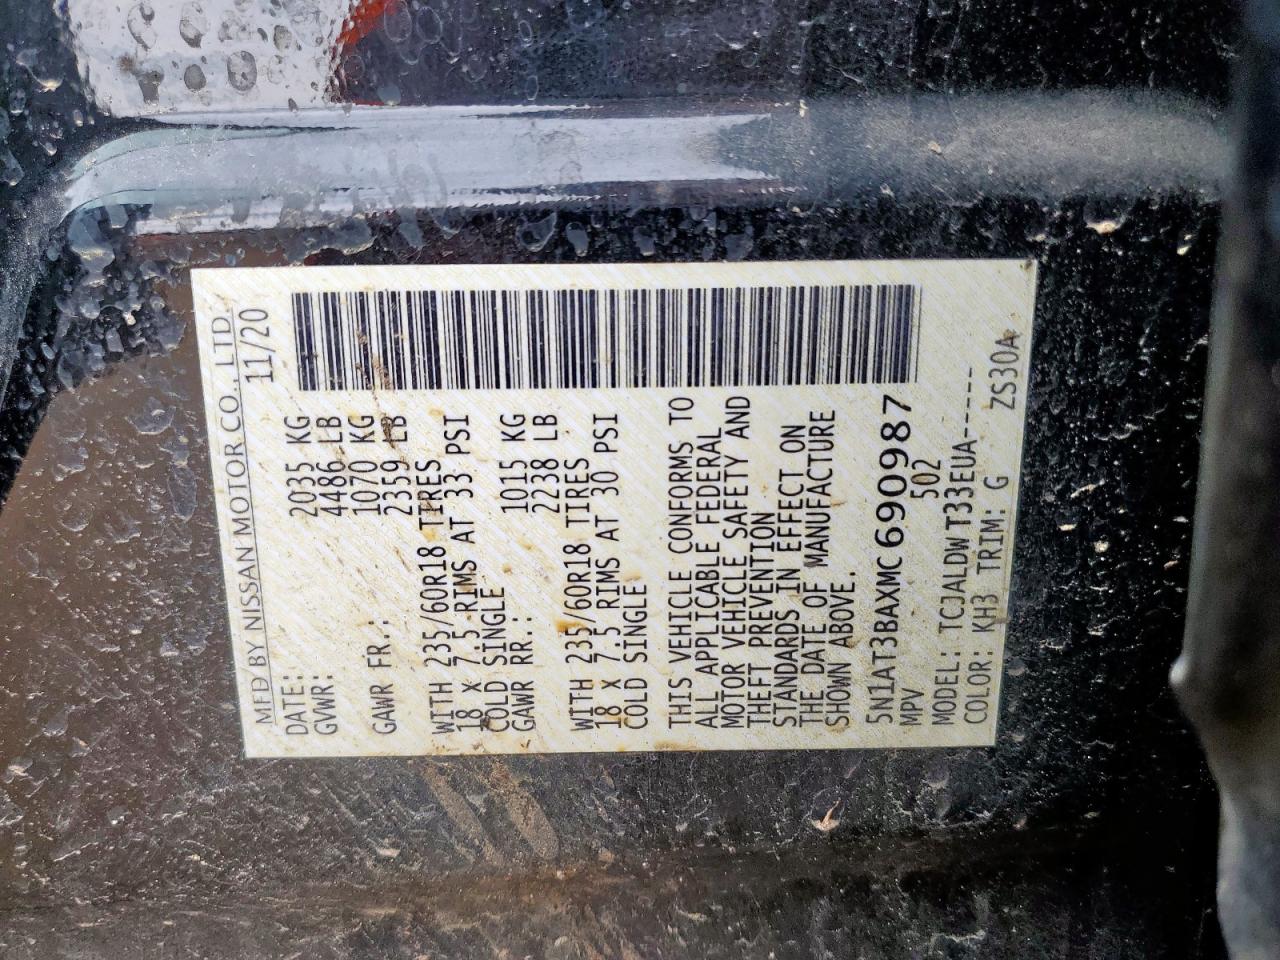 MFD BY NISSAN MOTOR CO., LTD.
DATE: 11/20
GVWR: 2035 KG
4486 LB
GAWR FR.: 1070 KG
2359 LB
WITH 235/60R18 TIRES
18 X 7.5 RIMS AT 33 PSI
COLD SINGLE
GAWR RR.: 1015 KG
2238 LB
WITH 235/60R18 TIRES
18 X 7.5 RIMS AT 30 PSI
COLD SINGLE
THIS VEHICLE CONFORMS TO
ALL APPLICABLE FEDERAL
MOTOR VEHICLE SAFETY AND
THEFT PREVENTION
STANDARDS IN EFFECT ON
THE DATE OF MANUFACTURE
SHOWN ABOVE.
5N1AT3BAXMC690987
MPV 502
MODEL: TCJALDWT33EUA-----
COLOR: KH3 TRIM: G ZS30A